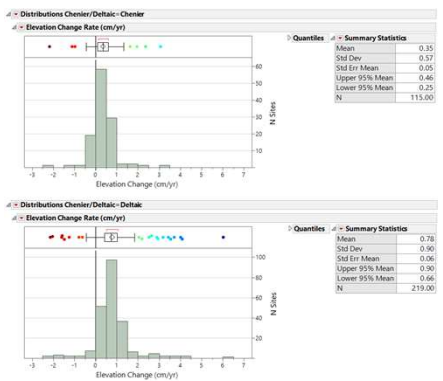 Distributions Chenier/Deltaic=Chenier
Elevation Change Rate (cm/yr)
Quantiles
Summary Statistics
Mean 0.35
Std Dev 0.57
Std Err Mean 0.05
Upper 95% Mean 0.46
Lower 95% Mean 0.25
N 115.00
60
50
40
30
20
10
N Sites
-3 -2 -1 0 1 2 3 4 5 6 7
Elevation Change (cm/yr)
Distributions Chenier/Deltaic=Deltaic
Elevation Change Rate (cm/yr)
Quantiles
Summary Statistics
Mean 0.78
Std Dev 0.90
Std Err Mean 0.06
Upper 95% Mean 0.90
Lower 95% Mean 0.66
N 219.00
100
80
60
40
20
N Sites
-3 -2 -1 0 1 2 3 4 5 6 7
Elevation Change (cm/yr)